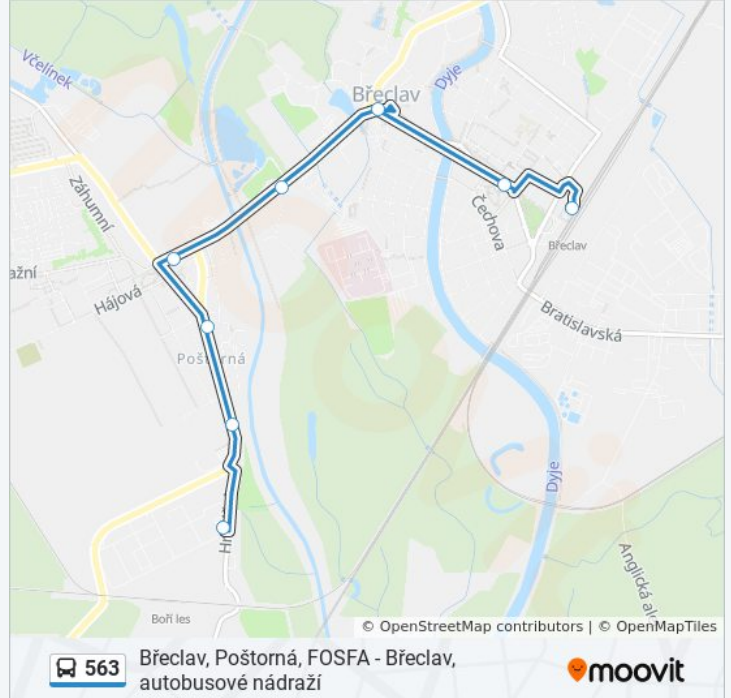 Včelínek
Dyje
Břeclav
Záhumní
Čechova
ažní
Břeclav
Hájová
Bratislavská
Poštorná
Dyje
Anglická al
Boří les
© OpenStreetMap contributors | © OpenMapTiles
563
Břeclav, Poštorná, FOSFA - Břeclav,
autobusové nádraží
moovit